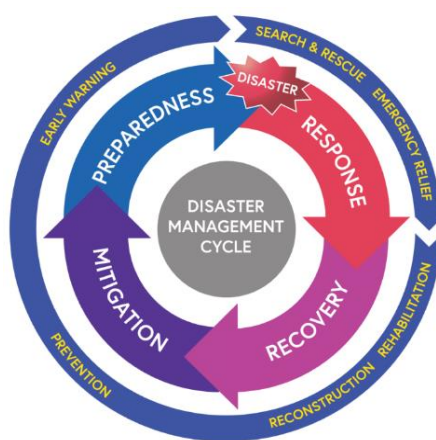 EARLY WARNING
SEARCH & RESCUE
EMERGENCY RELIEF
DISASTER
PREPAREDNESS
RESPONSE
DISASTER
MANAGEMENT
CYCLE
MITIGATION
RECOVERY
REHABILITATION
PREVENTION
RECONSTRUCTION